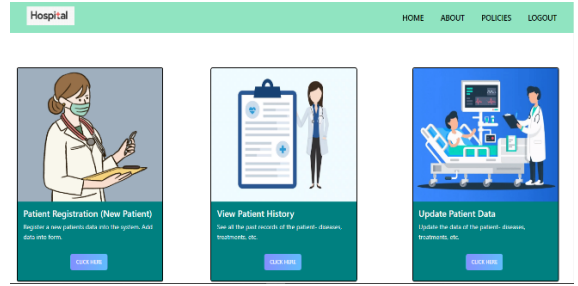 Hospital
HOME ABOUT POLICIES LOGOUT
Patient Registration (New Patient)
Register a new patients data into the system. Add
data into form.
CLICK HERE
View Patient History
See all the past records of the patient- diseases,
treatments, etc.
CLICK HERE
Update Patient Data
Update the data of the patient- diseases,
treatments, etc.
CLICK HERE